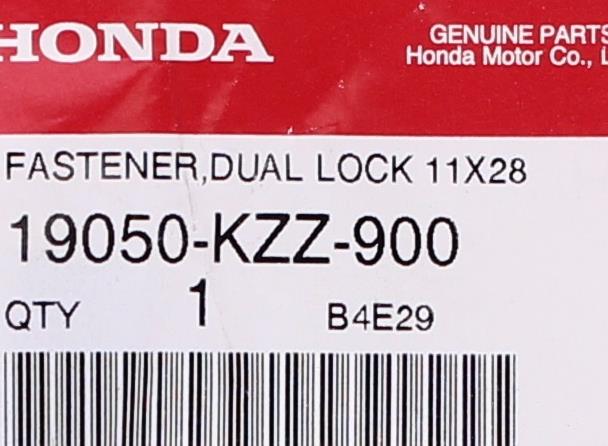 HONDA
GENUINE PARTS
Honda Motor Co.,
FASTENER,DUAL LOCK 11X28
19050-KZZ-900
QTY 1 B4E29